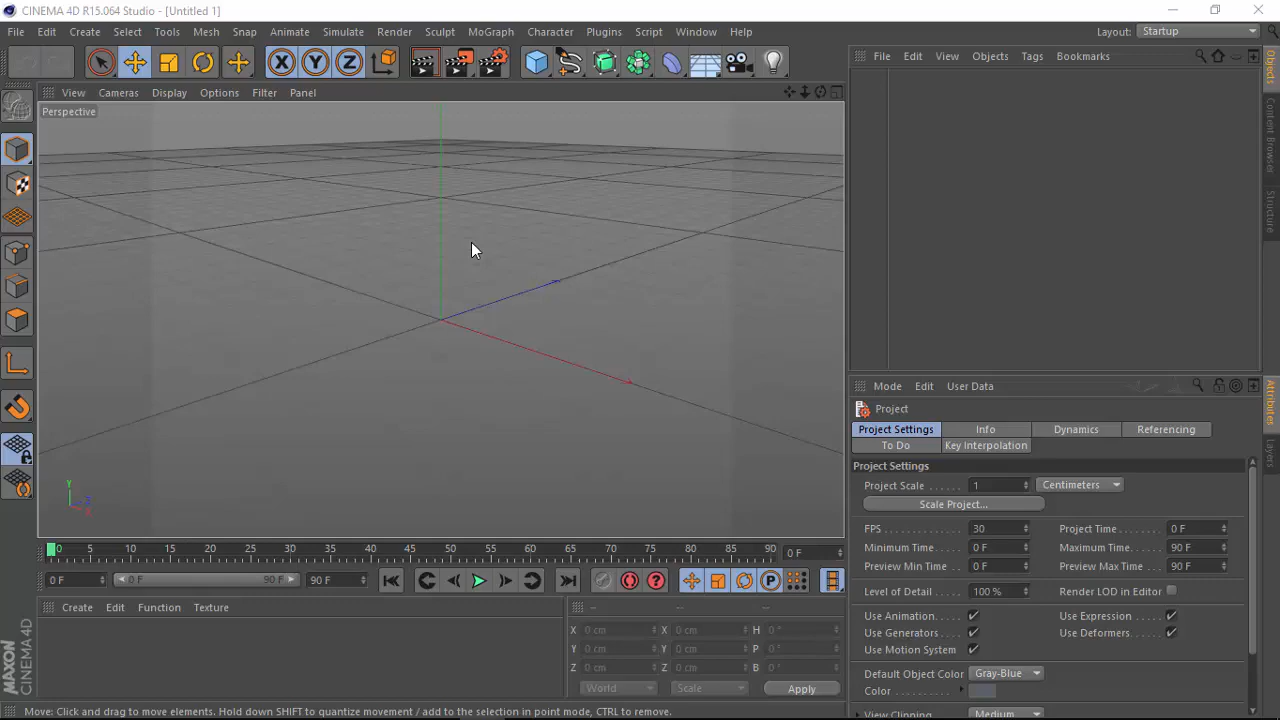 CINEMA 4D R15.064 Studio - [Untitled 1]
File Edit Create Select Tools Mesh Snap Animate Simulate Render Sculpt MoGraph Character Plugins Script Window Help Layout: Startup
X Y Z
File Edit View Objects Tags Bookmarks
View Cameras Display Options Filter Panel
Perspective
Objects
Content Browser
Structure
Y
Z
X
Mode Edit User Data
Project
Project Settings Info Dynamics Referencing
To Do Key Interpolation
Attributes
Layers
Project Settings
Project Scale 1 Centimeters
Scale Project...
FPS 30 Project Time 0 F
Minimum Time 0 F Maximum Time 90 F
Preview Min Time 0 F Preview Max Time 90 F
Level of Detail 100 % Render LOD in Editor
Use Animation Use Expression
Use Generators Use Deformers
Use Motion System
Default Object Color Gray-Blue
Color
View Clipping Medium
0 5 10 15 20 25 30 35 40 45 50 55 60 65 70 75 80 85 90 0 F
0 F 0 F 90 F 90 F ? P
Create Edit Function Texture
-- -- --
X 0 cm X 0 cm H 0 °
Y 0 cm Y 0 cm P 0 °
Z 0 cm Z 0 cm B 0 °
World Scale Apply
MAXON
CINEMA 4D
Move: Click and drag to move elements. Hold down SHIFT to quantize movement / add to the selection in point mode, CTRL to remove.